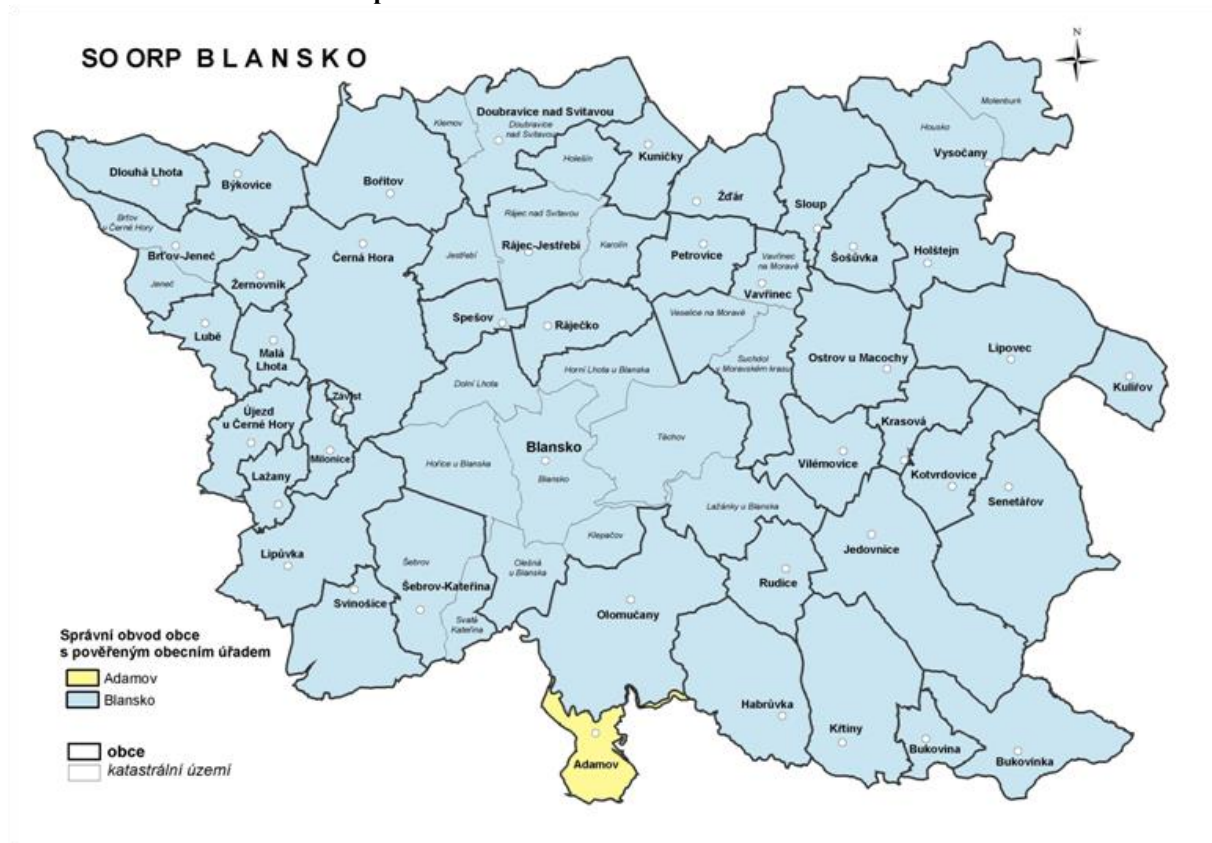 SO ORP BLANSKO
N
Klemov
Doubravice nad Svitavou
Doubravice
nad Svitavou
Molenburk
Housko
Vysočany
Holešín
Kuničky
Dlouhá Lhota
Býkovice
Bořitov
Žďár
Sloup
Brťov
u Černé Hory
Rájec nad Svitavou
Brťov-Jeneč
Černá Hora
Jestřebí
Rájec-Jestřebí
Karolín
Petrovice
Vavřinec
na Moravě
Šošůvka
Holštejn
Jeneč
Žernovník
Vavřinec
Lubě
Spešov
Ráječko
Veselice na Moravě
Malá
Lhota
Suchdol
v Moravském krasu
Ostrov u Macochy
Lipovec
Kulířov
Dolní Lhota
Horní Lhota u Blanska
Závist
Újezd
u Černé Hory
Krasová
Milonice
Blansko
Těchov
Hořice u Blanska
Blansko
Vilémovice
Lažany
Kotvrdovice
Senetářov
Lažánky u Blanska
Klepačov
Jedovnice
Lipůvka
Šebrov
Olešná
u Blanska
Šebrov-Kateřina
Rudice
Svinošice
Olomučany
Svatá
Kateřina
Správní obvod obce
s pověřeným obecním úřadem
Adamov
Blansko
obce
katastrální území
Habrůvka
Křtiny
Bukovina
Bukovinka
Adamov